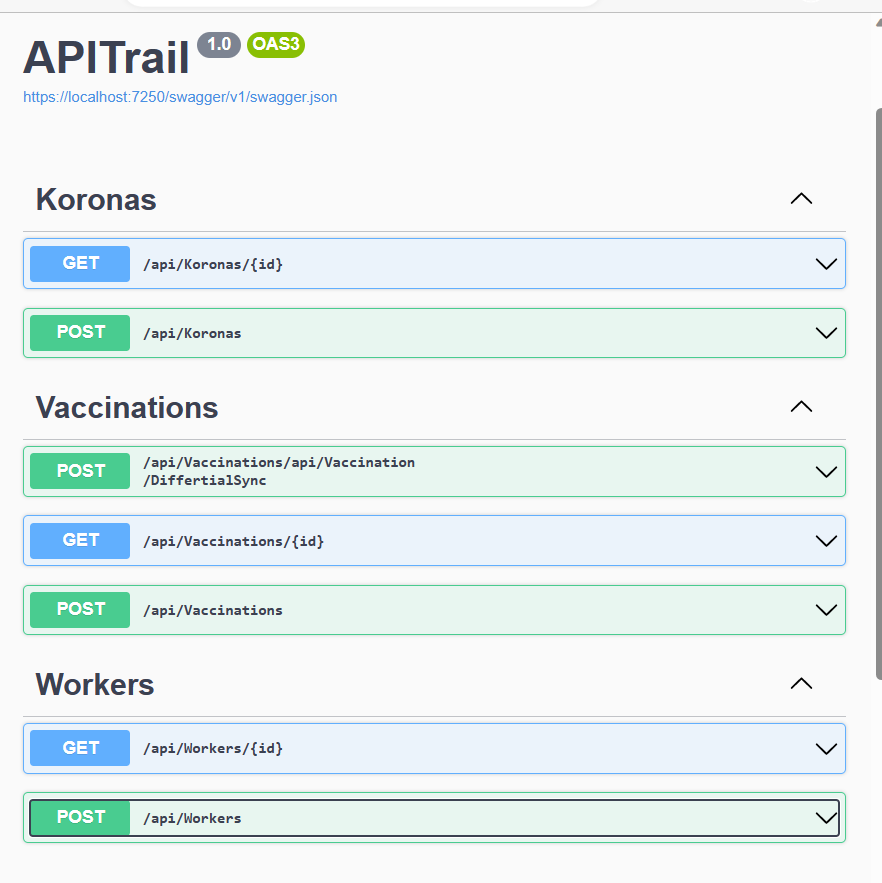 APITrail 1.0 OAS3
https://localhost:7250/swagger/v1/swagger.json
Koronas
GET /api/Koronas/{id}
POST /api/Koronas
Vaccinations
POST /api/Vaccinations/api/Vaccination
/DiffertialSync
GET /api/Vaccinations/{id}
POST /api/Vaccinations
Workers
GET /api/Workers/{id}
POST /api/Workers